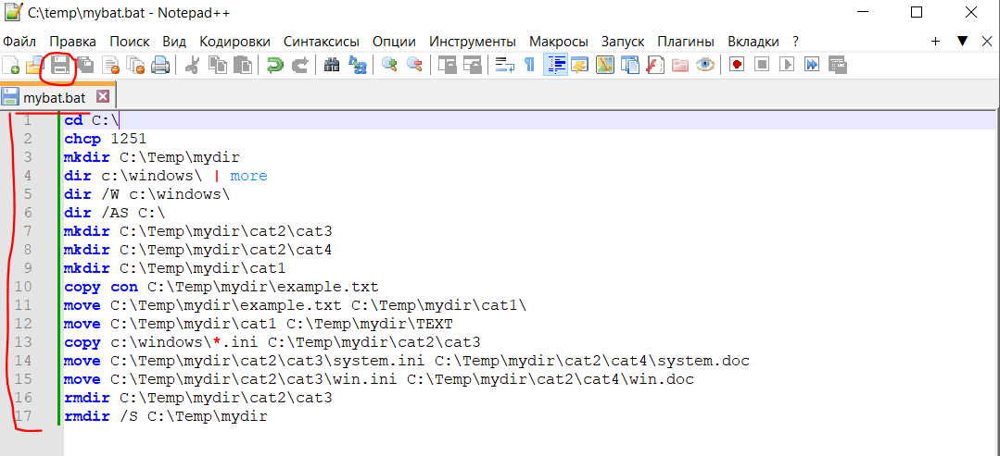 C:\temp\mybat.bat - Notepad++
Файл Правка Поиск Вид Кодировки Синтаксисы Опции Инструменты Макросы Запуск Плагины Вкладки ? + ▼ X
mybat.bat
1 cd C:\
2 chcp 1251
3 mkdir C:\Temp\mydir
4 dir c:\windows\ | more
5 dir /W c:\windows\
6 dir /AS C:\
7 mkdir C:\Temp\mydir\cat2\cat3
8 mkdir C:\Temp\mydir\cat2\cat4
9 mkdir C:\Temp\mydir\cat1
10 copy con C:\Temp\mydir\example.txt
11 move C:\Temp\mydir\example.txt C:\Temp\mydir\cat1\
12 move C:\Temp\mydir\cat1 C:\Temp\mydir\TEXT
13 copy c:\windows\*.ini C:\Temp\mydir\cat2\cat3
14 move C:\Temp\mydir\cat2\cat3\system.ini C:\Temp\mydir\cat2\cat4\system.doc
15 move C:\Temp\mydir\cat2\cat3\win.ini C:\Temp\mydir\cat2\cat4\win.doc
16 rmdir C:\Temp\mydir\cat2\cat3
17 rmdir /S C:\Temp\mydir